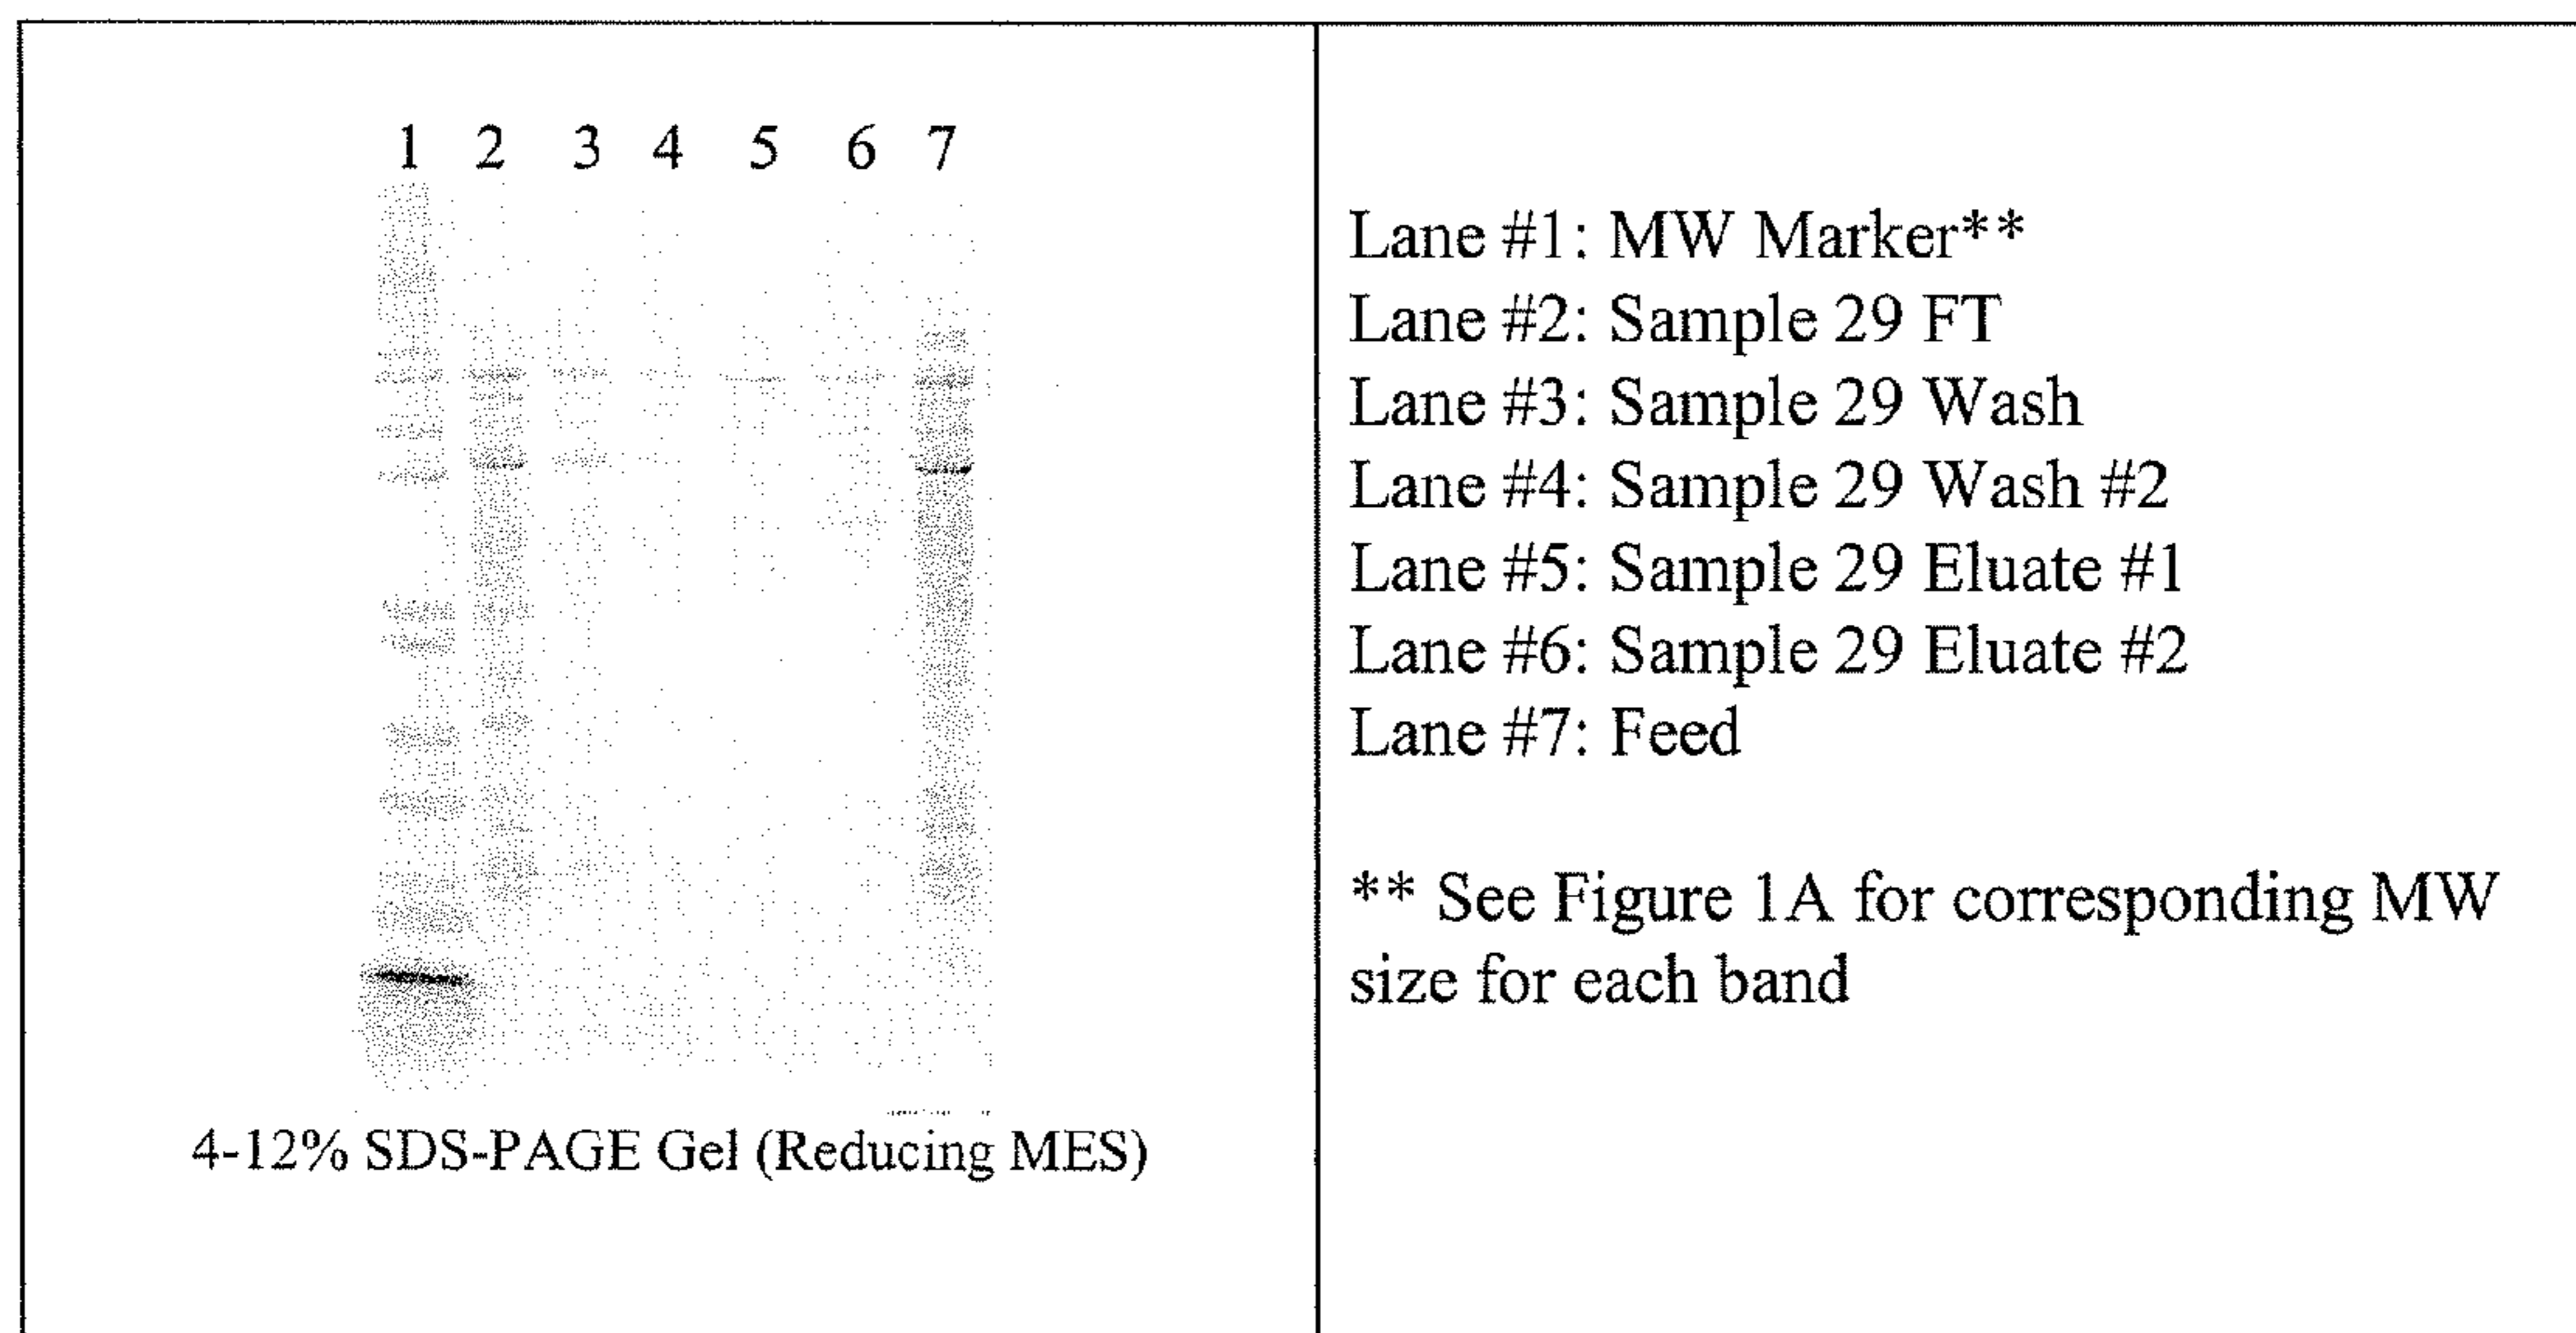 1 2 3 4 5 6 7
4-12% SDS-PAGE Gel (Reducing MES)
Lane #1: MW Marker**
Lane #2: Sample 29 FT
Lane #3: Sample 29 Wash
Lane #4: Sample 29 Wash #2
Lane #5: Sample 29 Eluate #1
Lane #6: Sample 29 Eluate #2
Lane #7: Feed
** See Figure 1A for corresponding MW
size for each band